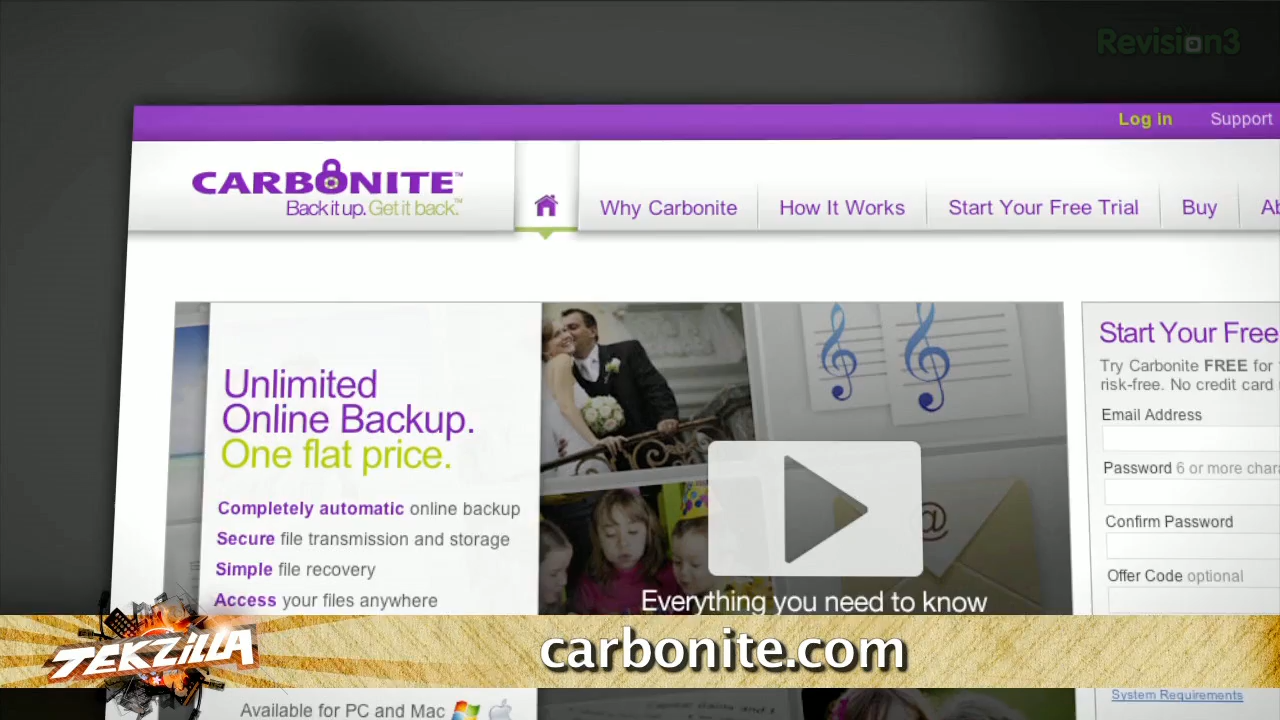 Revision3
Log in Support
CARBONITE™
Back it up. Get it back.™
Why Carbonite How It Works Start Your Free Trial Buy
Unlimited
Online Backup.
One flat price.
Completely automatic online backup
Secure file transmission and storage
Simple file recovery
Access your files anywhere
Everything you need to know
Start Your Free
Try Carbonite FREE for
risk-free. No credit card
Email Address
Password 6 or more char
Confirm Password
Offer Code optional
TEKZILLA
carbonite.com
System Requirements
Available for PC and Mac